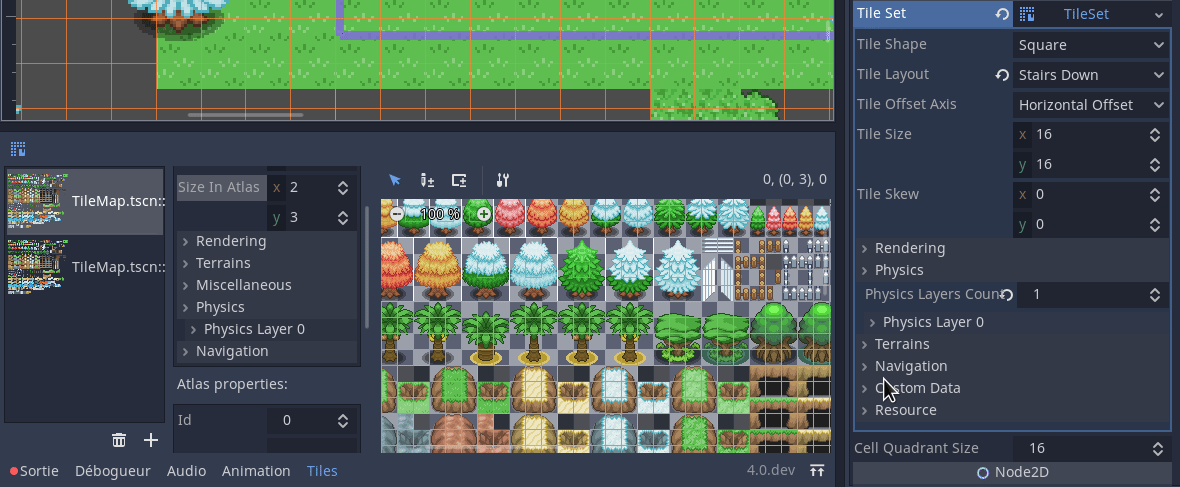 Tile Set TileSet
Tile Shape Square
Tile Layout Stairs Down
Tile Offset Axis Horizontal Offset
Tile Size x 16
y 16
Tile Skew x 0
y 0
Rendering
Physics
Physics Layers Coun 1
Physics Layer 0
Terrains
Navigation
Custom Data
Resource
Cell Quadrant Size 16
Node2D
TileMap.tscn::
TileMap.tscn::
Size In Atlas x 2
y 3
Rendering
Terrains
Miscellaneous
Physics
Physics Layer 0
Navigation
Atlas properties:
Id 0
0, (0, 3), 0
100 %
Sortie Débogueur Audio Animation Tiles 4.0.dev